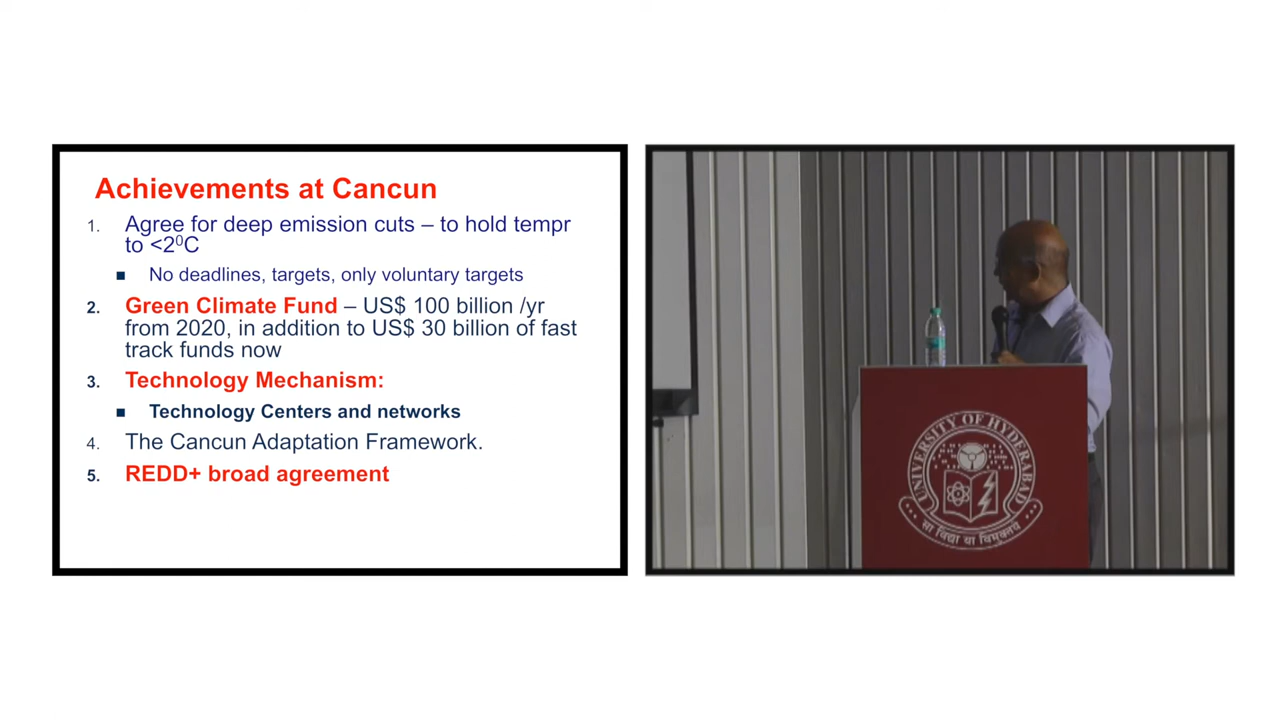 Achievements at Cancun
1. Agree for deep emission cuts – to hold tempr
to <2⁰C
■ No deadlines, targets, only voluntary targets
2. Green Climate Fund – US$ 100 billion /yr
from 2020, in addition to US$ 30 billion of fast
track funds now
3. Technology Mechanism:
■ Technology Centers and networks
4. The Cancun Adaptation Framework.
5. REDD+ broad agreement
UNIVERSITY OF HYDERABAD
सा विद्या या विमुक्तये